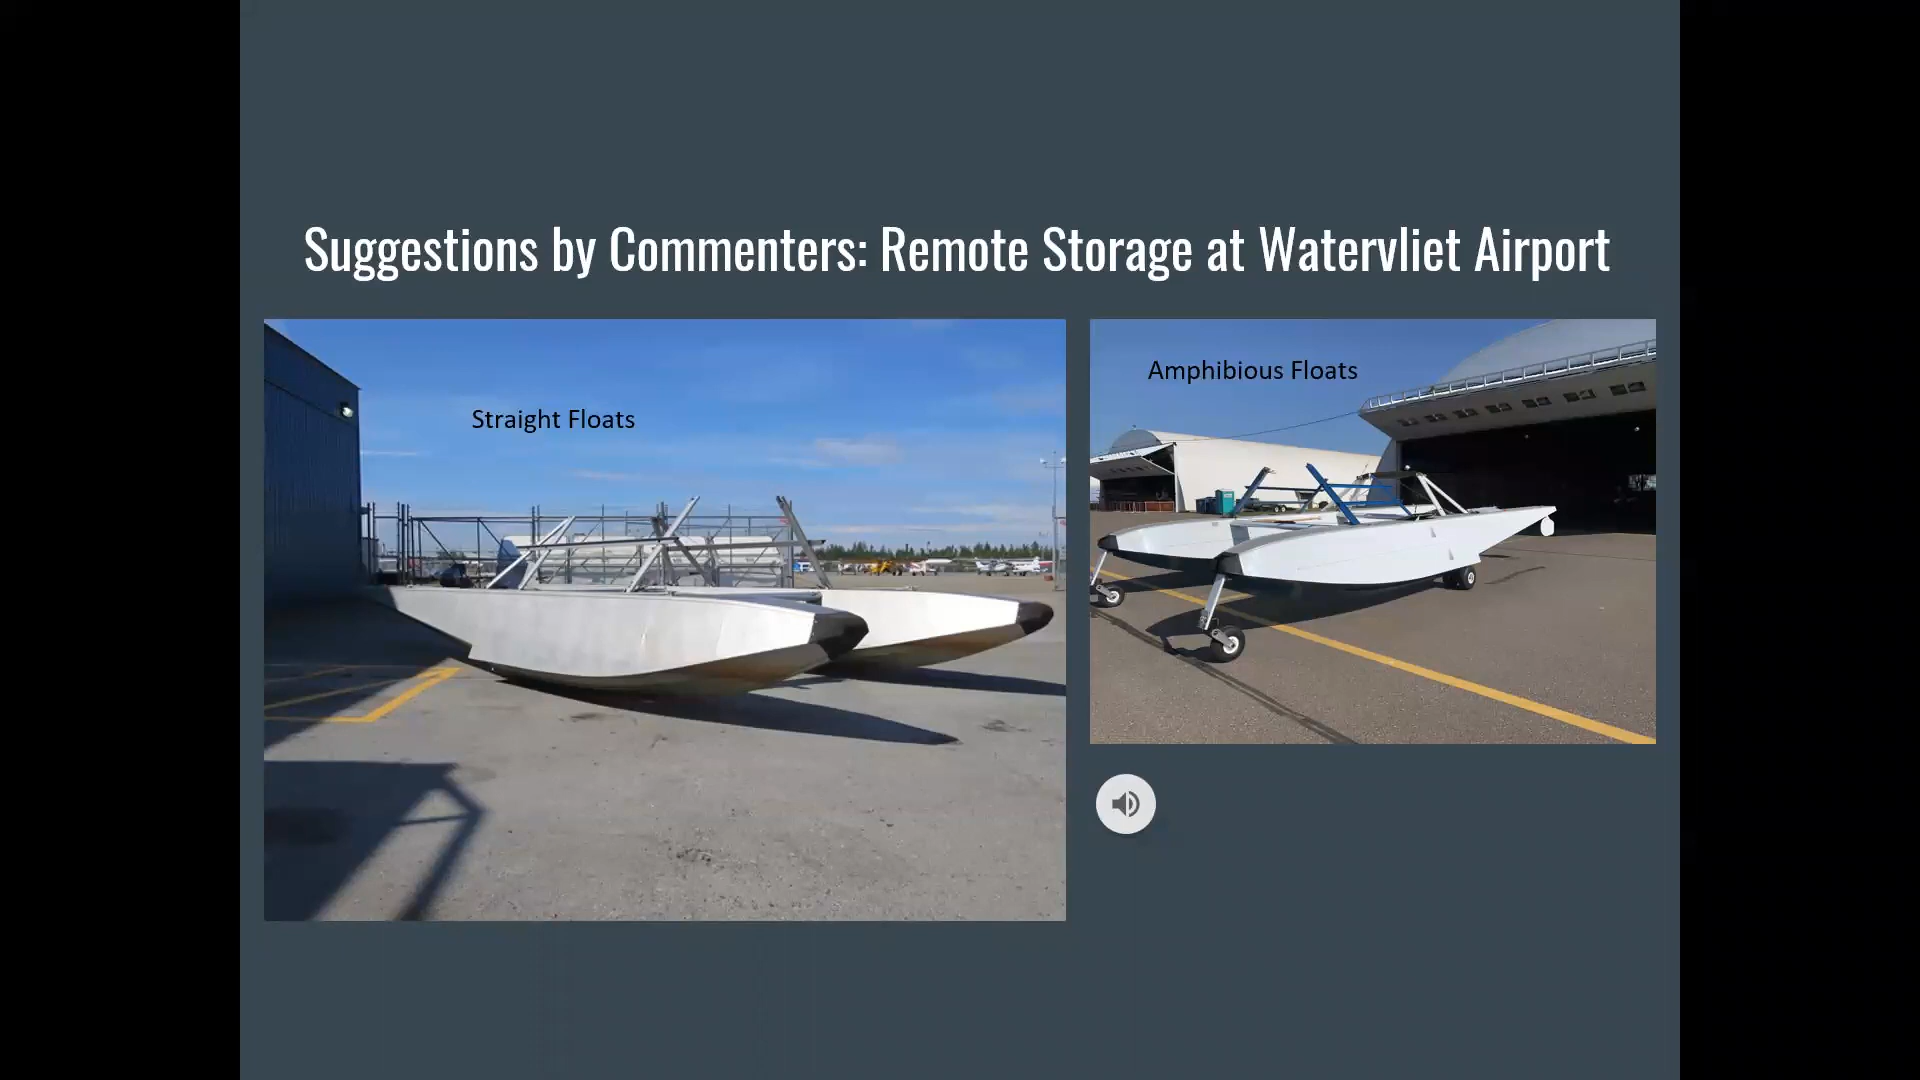 Suggestions by Commenters: Remote Storage at Watervliet Airport
Straight Floats
Amphibious Floats